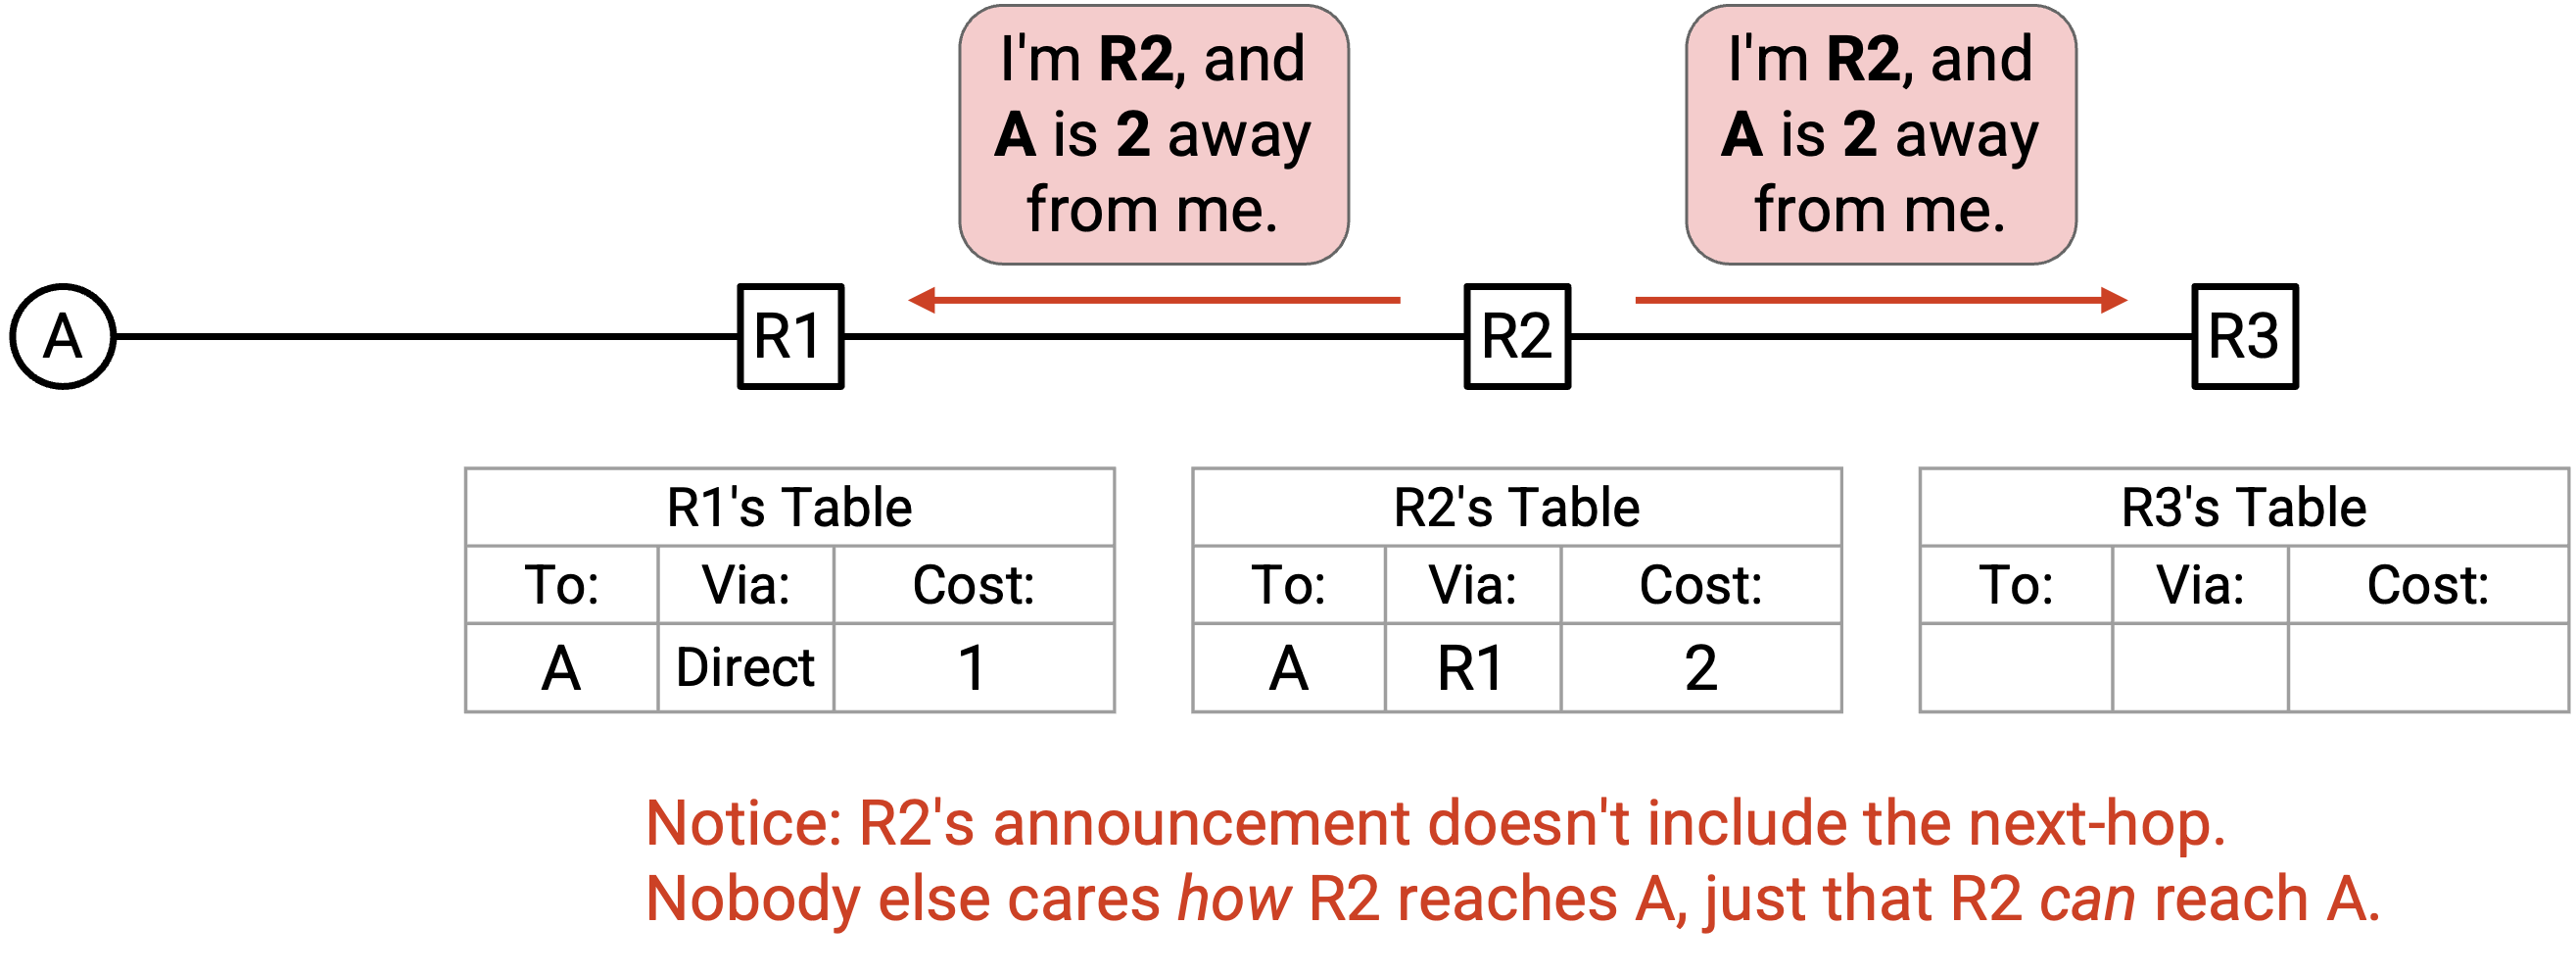 I'm R2, and
A is 2 away
from me.
I'm R2, and
A is 2 away
from me.
A
R1
R2
R3
R1's Table
To: Via: Cost:
A Direct 1
R2's Table
To: Via: Cost:
A R1 2
R3's Table
To: Via: Cost:
Notice: R2's announcement doesn't include the next-hop.
Nobody else cares how R2 reaches A, just that R2 can reach A.